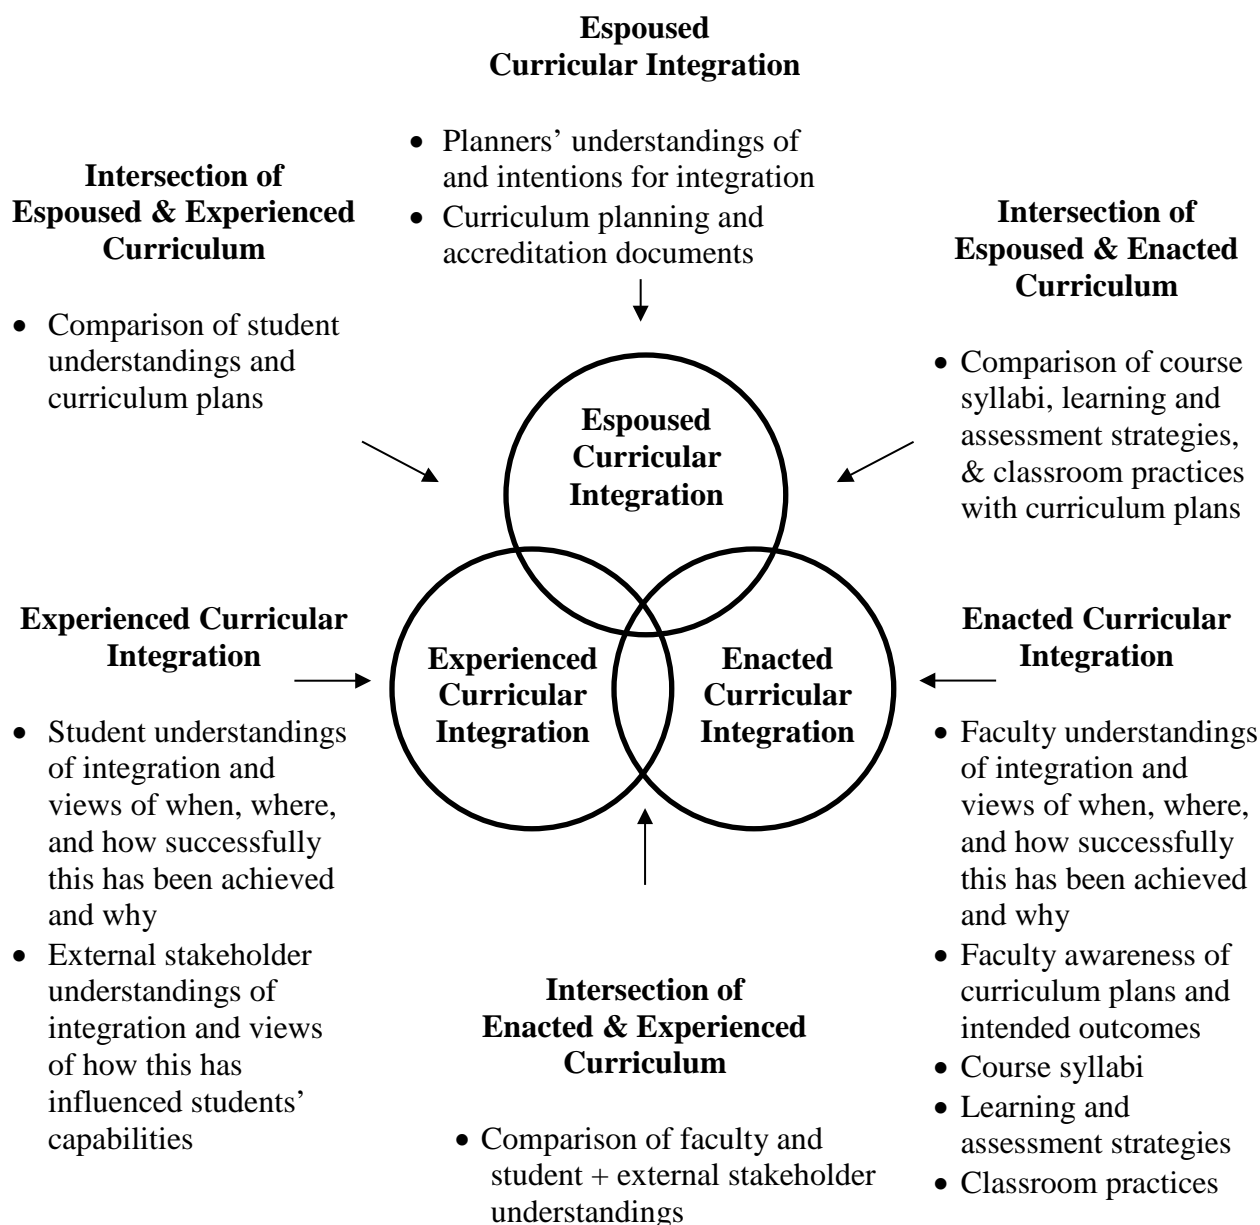 Espoused
Curricular Integration
• Planners’ understandings of
and intentions for integration
• Curriculum planning and
accreditation documents
Intersection of
Espoused & Experienced
Curriculum
• Comparison of student
understandings and
curriculum plans
Intersection of
Espoused & Enacted
Curriculum
• Comparison of course
syllabi, learning and
assessment strategies,
& classroom practices
with curriculum plans
Espoused
Curricular
Integration
Experienced
Curricular
Integration
Enacted
Curricular
Integration
Experienced Curricular
Integration
• Student understandings
of integration and
views of when, where,
and how successfully
this has been achieved
and why
• External stakeholder
understandings of
integration and views
of how this has
influenced students’
capabilities
Enacted Curricular
Integration
• Faculty understandings
of integration and
views of when, where,
and how successfully
this has been achieved
and why
• Faculty awareness of
curriculum plans and
intended outcomes
• Course syllabi
• Learning and
assessment strategies
• Classroom practices
Intersection of
Enacted & Experienced
Curriculum
• Comparison of faculty and
student + external stakeholder
understandings